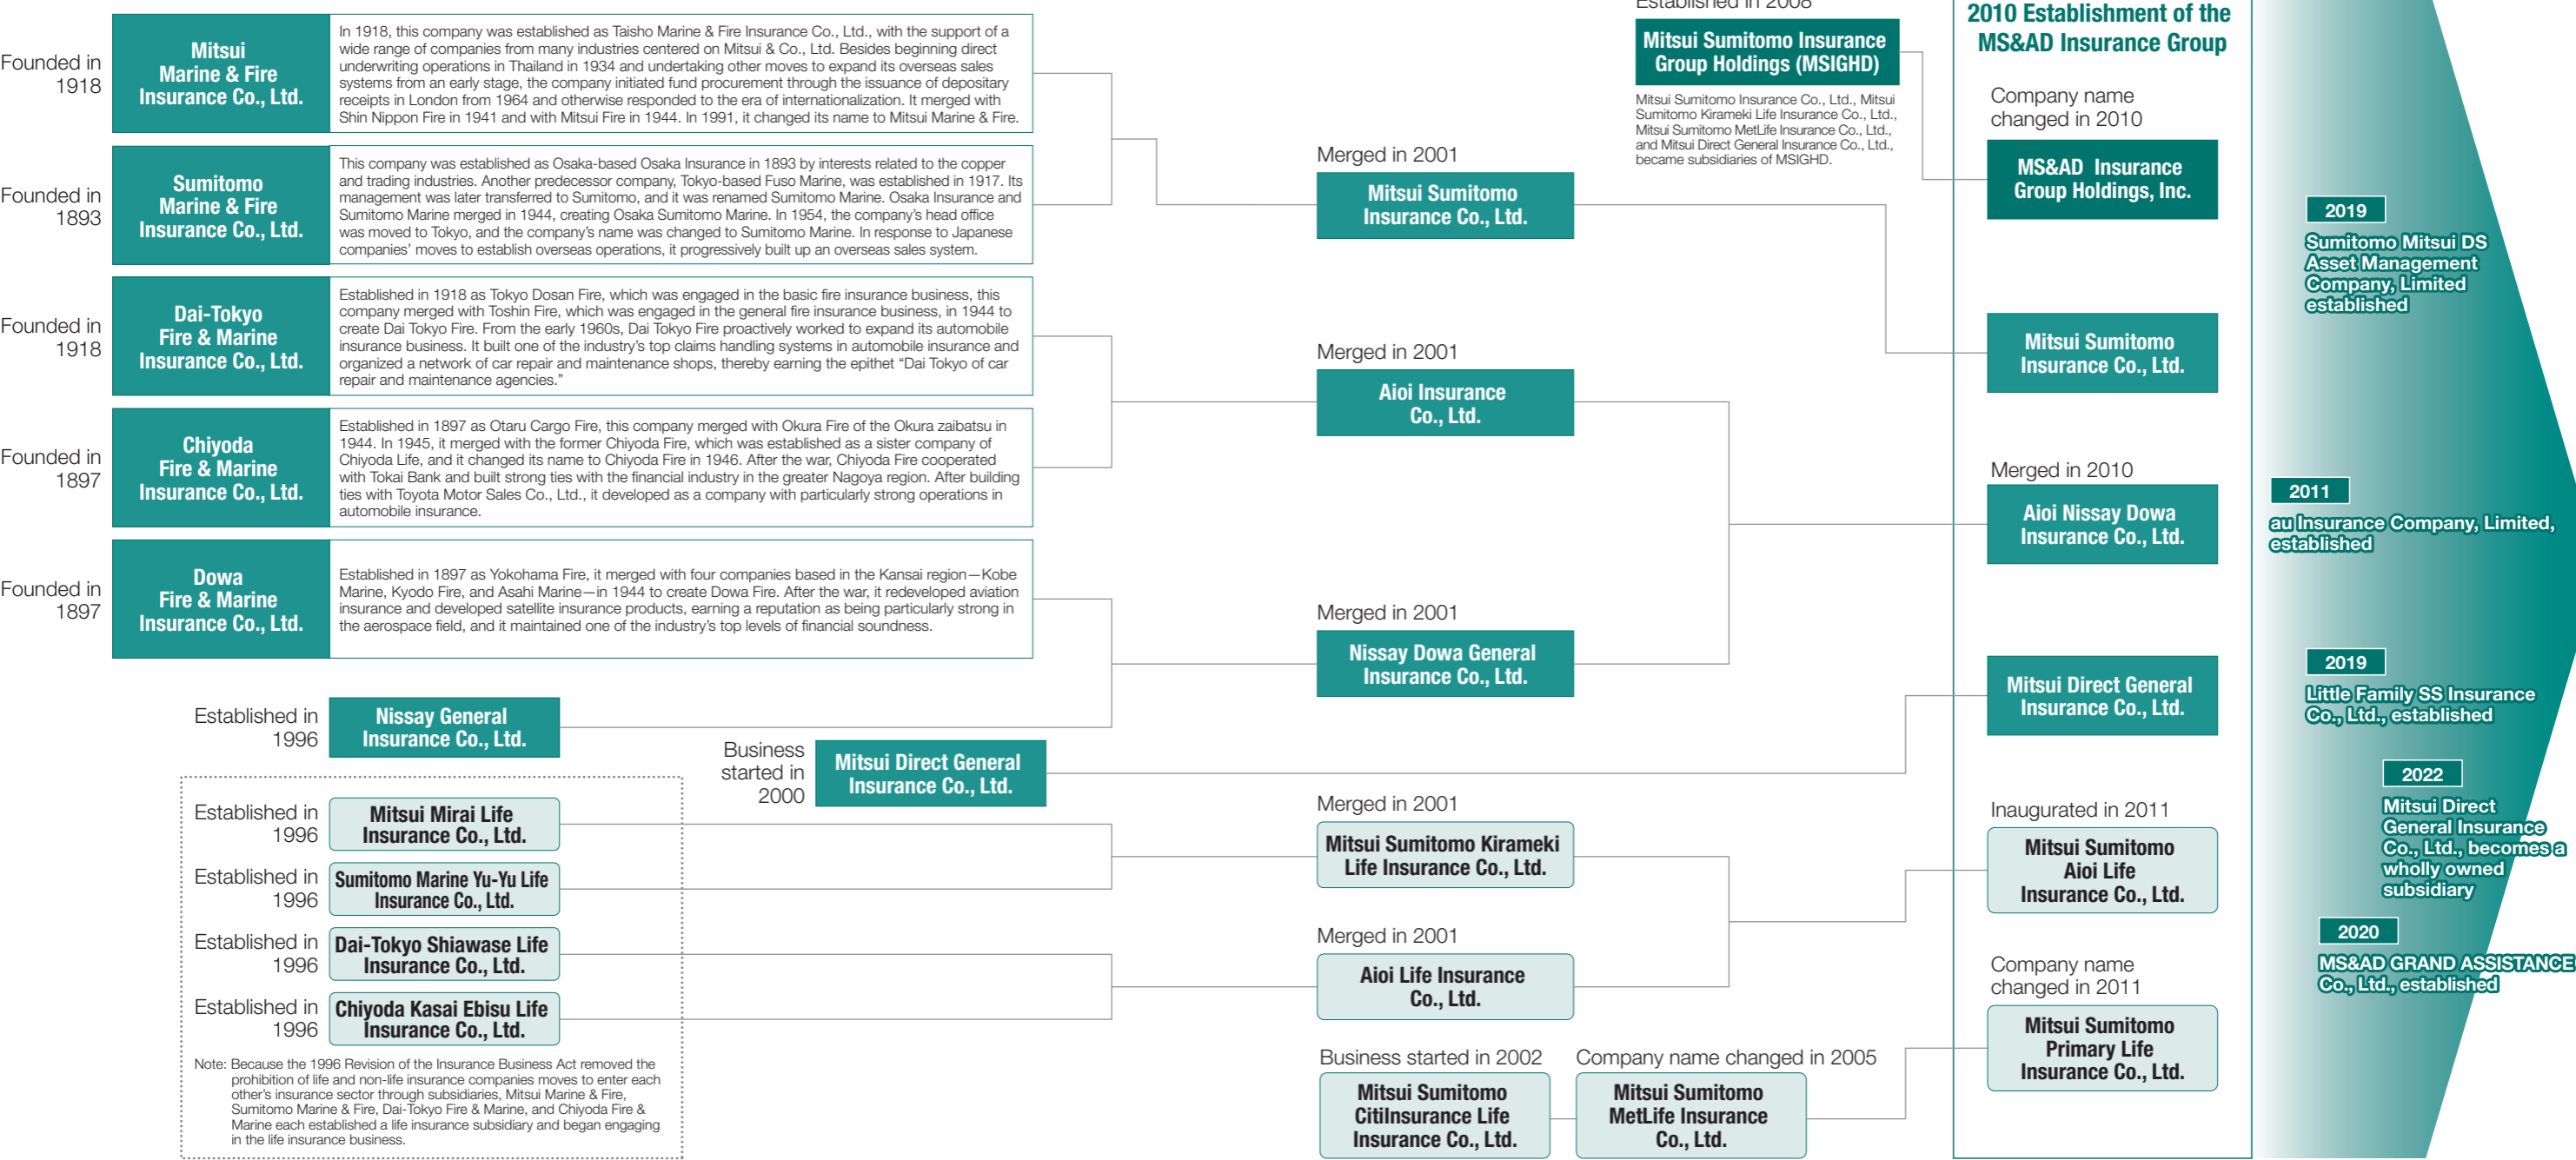 Founded in
1918
Mitsui
Marine & Fire
Insurance Co., Ltd.
In 1918, this company was established as Taisho Marine & Fire Insurance Co., Ltd., with the support of a
wide range of companies from many industries centered on Mitsui & Co., Ltd. Besides beginning direct
underwriting operations in Thailand in 1934 and undertaking other moves to expand its overseas sales
systems from an early stage, the company initiated fund procurement through the issuance of depositary
receipts in London from 1964 and otherwise responded to the era of internationalization. It merged with
Shin Nippon Fire in 1941 and with Mitsui Fire in 1944. In 1991, it changed its name to Mitsui Marine & Fire.
Founded in
1893
Sumitomo
Marine & Fire
Insurance Co., Ltd.
This company was established as Osaka-based Osaka Insurance in 1893 by interests related to the copper
and trading industries. Another predecessor company, Tokyo-based Fuso Marine, was established in 1917. Its
management was later transferred to Sumitomo, and it was renamed Sumitomo Marine. Osaka Insurance and
Sumitomo Marine merged in 1944, creating Osaka Sumitomo Marine. In 1954, the company's head office
was moved to Tokyo, and the company's name was changed to Sumitomo Marine. In response to Japanese
companies' moves to establish overseas operations, it progressively built up an overseas sales system.
Founded in
1918
Dai-Tokyo
Fire & Marine
Insurance Co., Ltd.
Established in 1918 as Tokyo Dosan Fire, which was engaged in the basic fire insurance business, this
company merged with Toshin Fire, which was engaged in the general fire insurance business, in 1944 to
create Dai Tokyo Fire. From the early 1960s, Dai Tokyo Fire proactively worked to expand its automobile
insurance business. It built one of the industry's top claims handling systems in automobile insurance and
organized a network of car repair and maintenance shops, thereby earning the epithet “Dai Tokyo of car
repair and maintenance agencies.”
Founded in
1897
Chiyoda
Fire & Marine
Insurance Co., Ltd.
Established in 1897 as Otaru Cargo Fire, this company merged with Okura Fire of the Okura zaibatsu in
1944. In 1945, it merged with the former Chiyoda Fire, which was established as a sister company of
Chiyoda Life, and it changed its name to Chiyoda Fire in 1946. After the war, Chiyoda Fire cooperated
with Tokai Bank and built strong ties with the financial industry in the greater Nagoya region. After building
ties with Toyota Motor Sales Co., Ltd., it developed as a company with particularly strong operations in
automobile insurance.
Founded in
1897
Dowa
Fire & Marine
Insurance Co., Ltd.
Established in 1897 as Yokohama Fire, it merged with four companies based in the Kansai region—Kobe
Marine, Kyodo Fire, and Asahi Marine—in 1944 to create Dowa Fire. After the war, it redeveloped aviation
insurance and developed satellite insurance products, earning a reputation as being particularly strong in
the aerospace field, and it maintained one of the industry's top levels of financial soundness.
Established in
1996
Nissay General
Insurance Co., Ltd.
Business
started in
2000
Mitsui Direct General
Insurance Co., Ltd.
Established in
1996
Mitsui Mirai Life
Insurance Co., Ltd.
Established in
1996
Sumitomo Marine Yu-Yu Life
Insurance Co., Ltd.
Established in
1996
Dai-Tokyo Shiawase Life
Insurance Co., Ltd.
Established in
1996
Chiyoda Kasai Ebisu Life
Insurance Co., Ltd.
Note: Because the 1996 Revision of the Insurance Business Act removed the
prohibition of life and non-life insurance companies moves to enter each
other's insurance sector through subsidiaries, Mitsui Marine & Fire,
Sumitomo Marine & Fire, Dai-Tokyo Fire & Marine, and Chiyoda Fire &
Marine each established a life insurance subsidiary and began engaging
in the life insurance business.
Merged in 2001
Mitsui Sumitomo
Insurance Co., Ltd.
Merged in 2001
Aioi Insurance
Co., Ltd.
Merged in 2001
Nissay Dowa General
Insurance Co., Ltd.
Merged in 2001
Mitsui Sumitomo Kirameki
Life Insurance Co., Ltd.
Merged in 2001
Aioi Life Insurance
Co., Ltd.
Business started in 2002
Mitsui Sumitomo
CitiInsurance Life
Insurance Co., Ltd.
Company name changed in 2005
Mitsui Sumitomo
MetLife Insurance
Co., Ltd.
Established in 2008
Mitsui Sumitomo Insurance
Group Holdings (MSIGHD)
Mitsui Sumitomo Insurance Co., Ltd., Mitsui
Sumitomo Kirameki Life Insurance Co., Ltd.,
Mitsui Sumitomo MetLife Insurance Co., Ltd.,
and Mitsui Direct General Insurance Co., Ltd.,
became subsidiaries of MSIGHD.
2010 Establishment of the
MS&AD Insurance Group
Company name
changed in 2010
MS&AD Insurance
Group Holdings, Inc.
Mitsui Sumitomo
Insurance Co., Ltd.
Merged in 2010
Aioi Nissay Dowa
Insurance Co., Ltd.
Mitsui Direct General
Insurance Co., Ltd.
Inaugurated in 2011
Mitsui Sumitomo
Aioi Life
Insurance Co., Ltd.
Company name
changed in 2011
Mitsui Sumitomo
Primary Life
Insurance Co., Ltd.
2019
Sumitomo Mitsui DS
Asset Management
Company, Limited
established
2011
au Insurance Company, Limited,
established
2019
Little Family SS Insurance
Co., Ltd., established
2022
Mitsui Direct
General Insurance
Co., Ltd., becomes a
wholly owned
subsidiary
2020
MS&AD GRAND ASSISTANCE
Co., Ltd., established